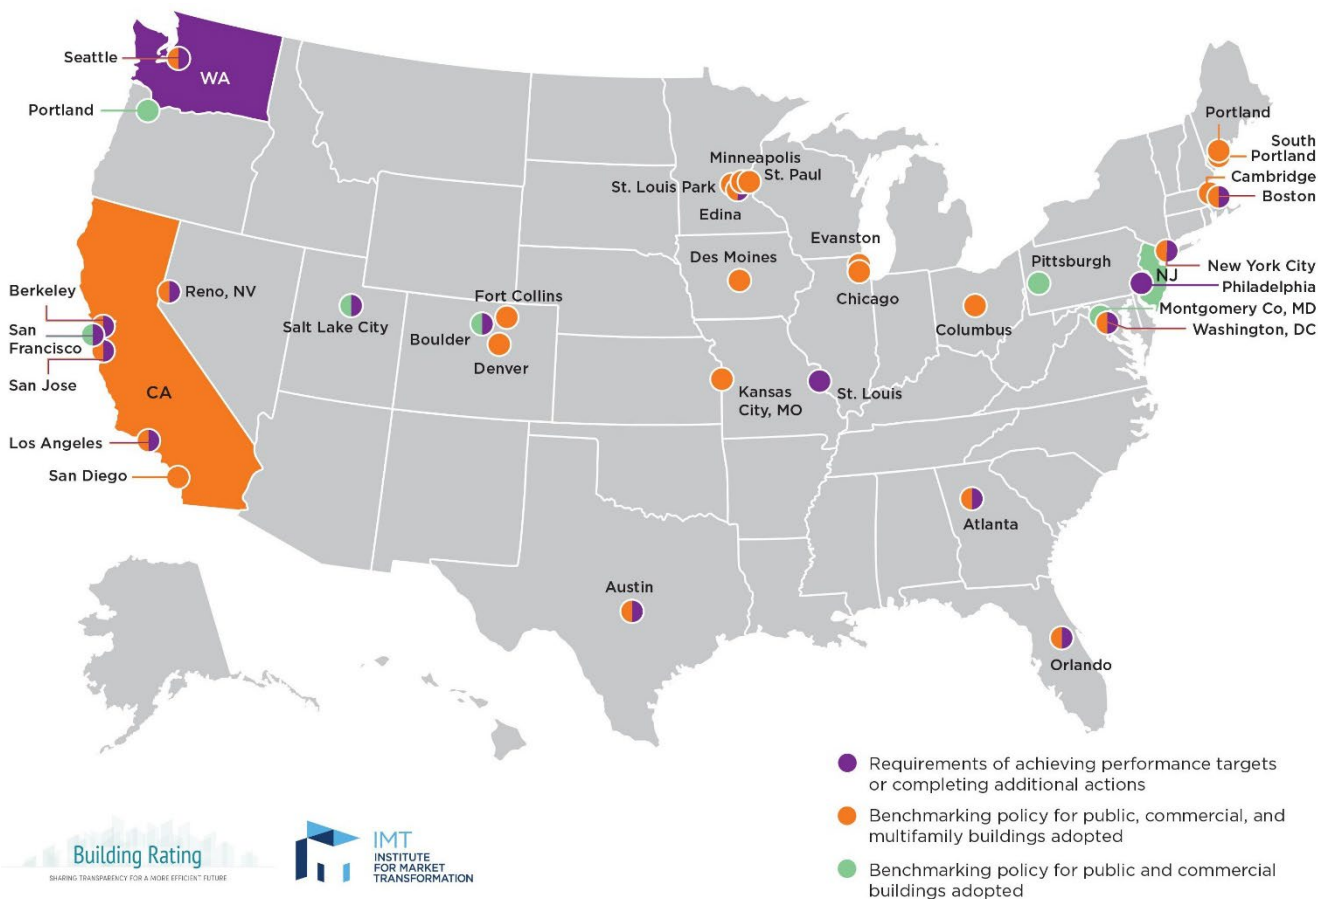 Seattle
WA
Portland
Portland
South
Portland
Cambridge
Boston
Minneapolis
St. Paul
St. Louis Park
Edina
Evanston
Des Moines
Chicago
Pittsburgh
NJ
New York City
Philadelphia
Montgomery Co, MD
Washington, DC
Berkeley
Reno, NV
San
Francisco
San Jose
Salt Lake City
Fort Collins
Boulder
Denver
Columbus
CA
Kansas
City, MO
St. Louis
Los Angeles
San Diego
Atlanta
Austin
Orlando
Requirements of achieving performance targets
or completing additional actions
Benchmarking policy for public, commercial, and
multifamily buildings adopted
Benchmarking policy for public and commercial
buildings adopted
Building Rating
SHARING TRANSPARENCY FOR A MORE EFFICIENT FUTURE
IMT
INSTITUTE
FOR MARKET
TRANSFORMATION